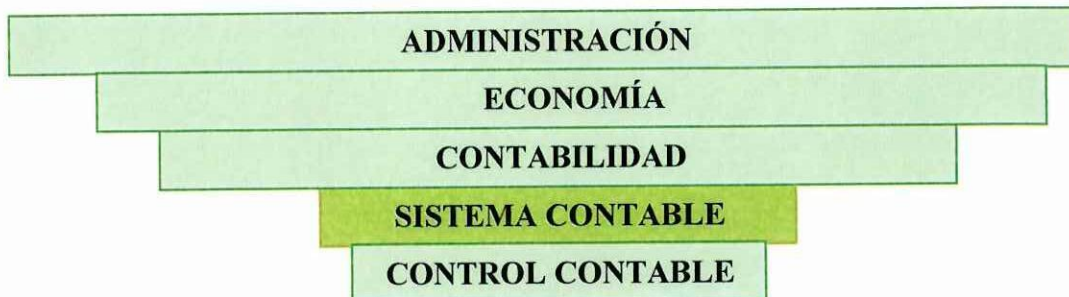 ADMINISTRACIÓN
ECONOMÍA
CONTABILIDAD
SISTEMA CONTABLE
CONTROL CONTABLE